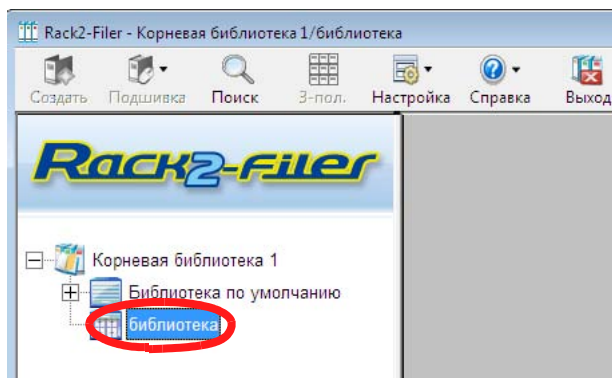 Rack2-Filer - Корневая библиотека 1/библиотека
Создать Подшивка Поиск 3-пол. Настройка Справка Выход
Rack2-Filer
Корневая библиотека 1
Библиотека по умолчанию
библиотека